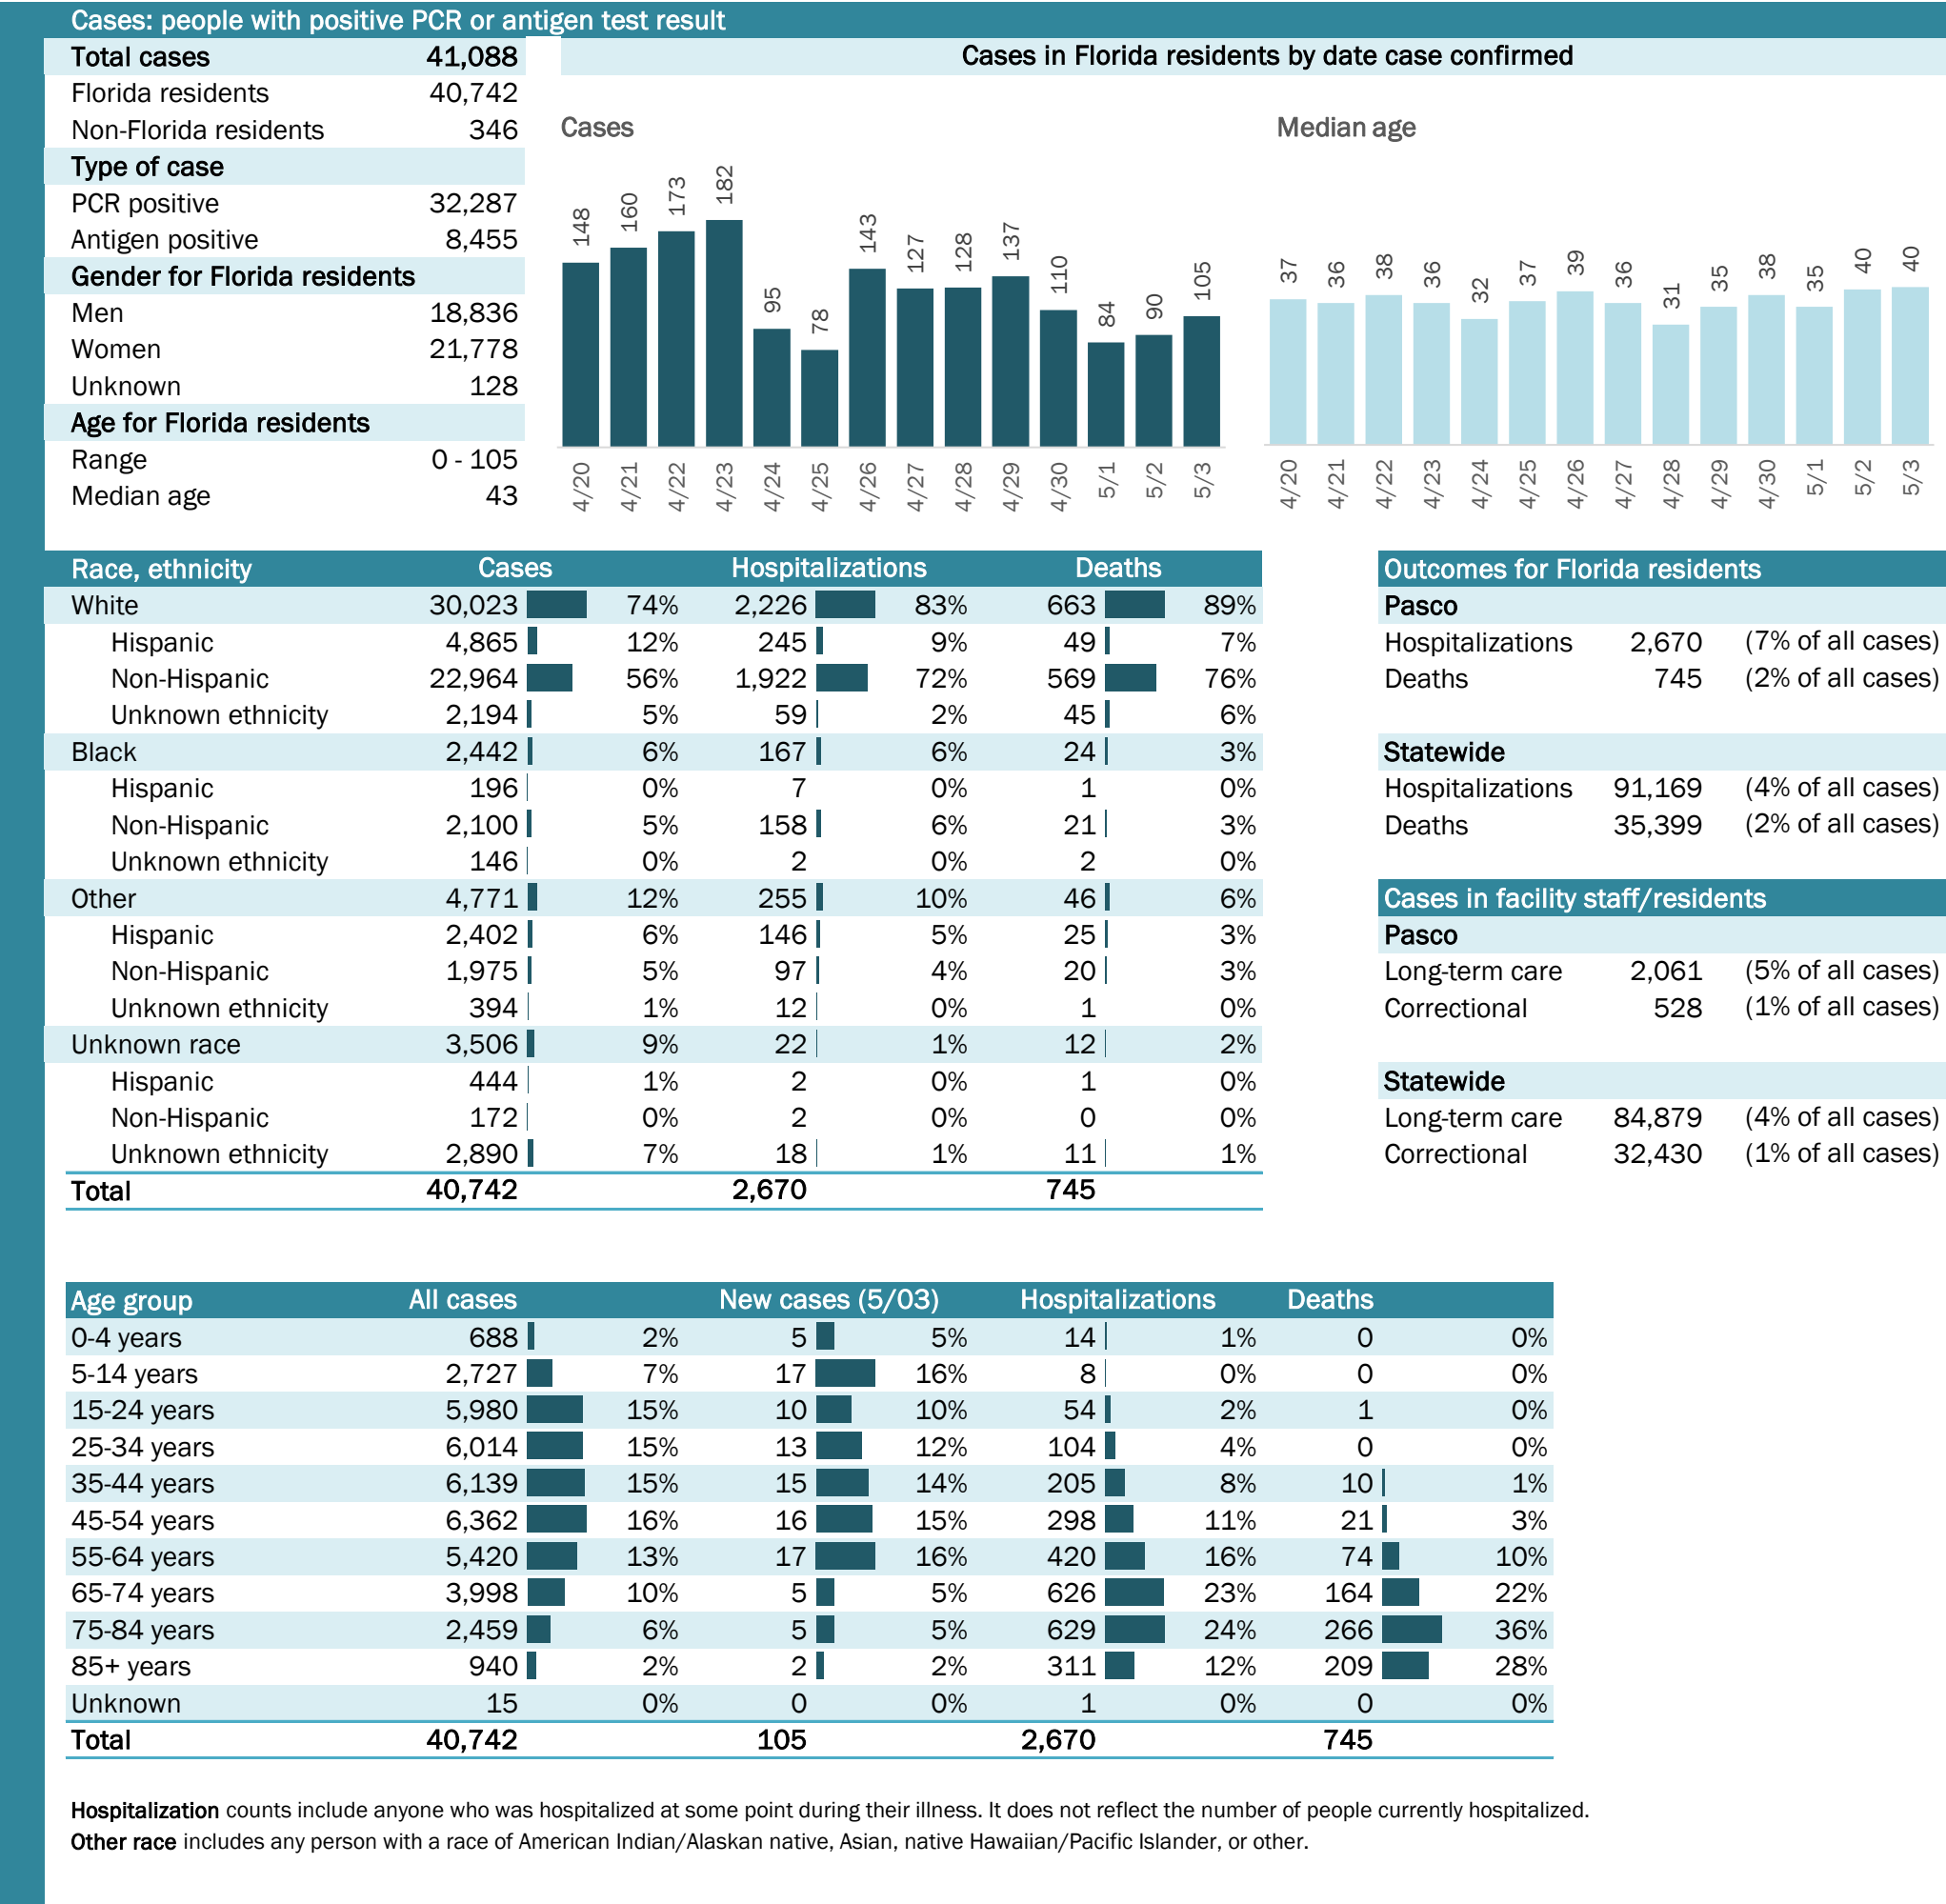 Cases: people with positive PCR or antigen test result
Total cases 41,088
Florida residents 40,742
Non-Florida residents 346
Type of case
PCR positive 32,287
Antigen positive 8,455
Gender for Florida residents
Men 18,836
Women 21,778
Unknown 128
Age for Florida residents
Range 0 - 105
Median age 43
Cases in Florida residents by date case confirmed
Cases
148 160 173 182 95 78 143 127 128 137 110 84 90 105
4/20 4/21 4/22 4/23 4/24 4/25 4/26 4/27 4/28 4/29 4/30 5/1 5/2 5/3
Median age
37 36 38 36 32 37 39 36 31 35 38 35 40 40
4/20 4/21 4/22 4/23 4/24 4/25 4/26 4/27 4/28 4/29 4/30 5/1 5/2 5/3
Race, ethnicity Cases Hospitalizations Deaths
White 30,023 74% 2,226 83% 663 89%
Hispanic 4,865 12% 245 9% 49 7%
Non-Hispanic 22,964 56% 1,922 72% 569 76%
Unknown ethnicity 2,194 5% 59 2% 45 6%
Black 2,442 6% 167 6% 24 3%
Hispanic 196 0% 7 0% 1 0%
Non-Hispanic 2,100 5% 158 6% 21 3%
Unknown ethnicity 146 0% 2 0% 2 0%
Other 4,771 12% 255 10% 46 6%
Hispanic 2,402 6% 146 5% 25 3%
Non-Hispanic 1,975 5% 97 4% 20 3%
Unknown ethnicity 394 1% 12 0% 1 0%
Unknown race 3,506 9% 22 1% 12 2%
Hispanic 444 1% 2 0% 1 0%
Non-Hispanic 172 0% 2 0% 0 0%
Unknown ethnicity 2,890 7% 18 1% 11 1%
Total 40,742 2,670 745
Outcomes for Florida residents
Pasco
Hospitalizations 2,670 (7% of all cases)
Deaths 745 (2% of all cases)
Statewide
Hospitalizations 91,169 (4% of all cases)
Deaths 35,399 (2% of all cases)
Cases in facility staff/residents
Pasco
Long-term care 2,061 (5% of all cases)
Correctional 528 (1% of all cases)
Statewide
Long-term care 84,879 (4% of all cases)
Correctional 32,430 (1% of all cases)
Age group All cases New cases (5/03) Hospitalizations Deaths
0-4 years 688 2% 5 5% 14 1% 0 0%
5-14 years 2,727 7% 17 16% 8 0% 0 0%
15-24 years 5,980 15% 10 10% 54 2% 1 0%
25-34 years 6,014 15% 13 12% 104 4% 0 0%
35-44 years 6,139 15% 15 14% 205 8% 10 1%
45-54 years 6,362 16% 16 15% 298 11% 21 3%
55-64 years 5,420 13% 17 16% 420 16% 74 10%
65-74 years 3,998 10% 5 5% 626 23% 164 22%
75-84 years 2,459 6% 5 5% 629 24% 266 36%
85+ years 940 2% 2 2% 311 12% 209 28%
Unknown 15 0% 0 0% 1 0% 0 0%
Total 40,742 105 2,670 745
Hospitalization counts include anyone who was hospitalized at some point during their illness. It does not reflect the number of people currently hospitalized.
Other race includes any person with a race of American Indian/Alaskan native, Asian, native Hawaiian/Pacific Islander, or other.